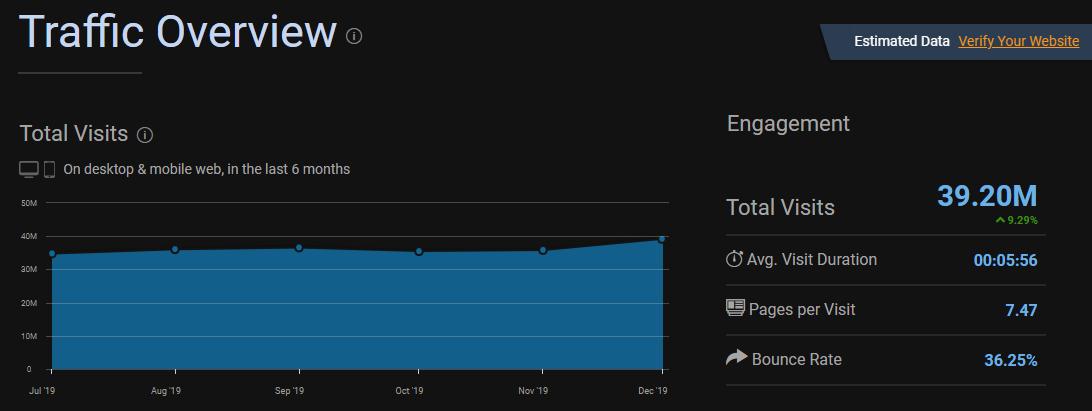 Traffic Overview
Estimated Data Verify Your Website
Total Visits
On desktop & mobile web, in the last 6 months
50M
40M
30M
20M
10M
0
Jul '19 Aug '19 Sep '19 Oct '19 Nov '19 Dec '19
Engagement
Total Visits 39.20M
9.29%
Avg. Visit Duration 00:05:56
Pages per Visit 7.47
Bounce Rate 36.25%